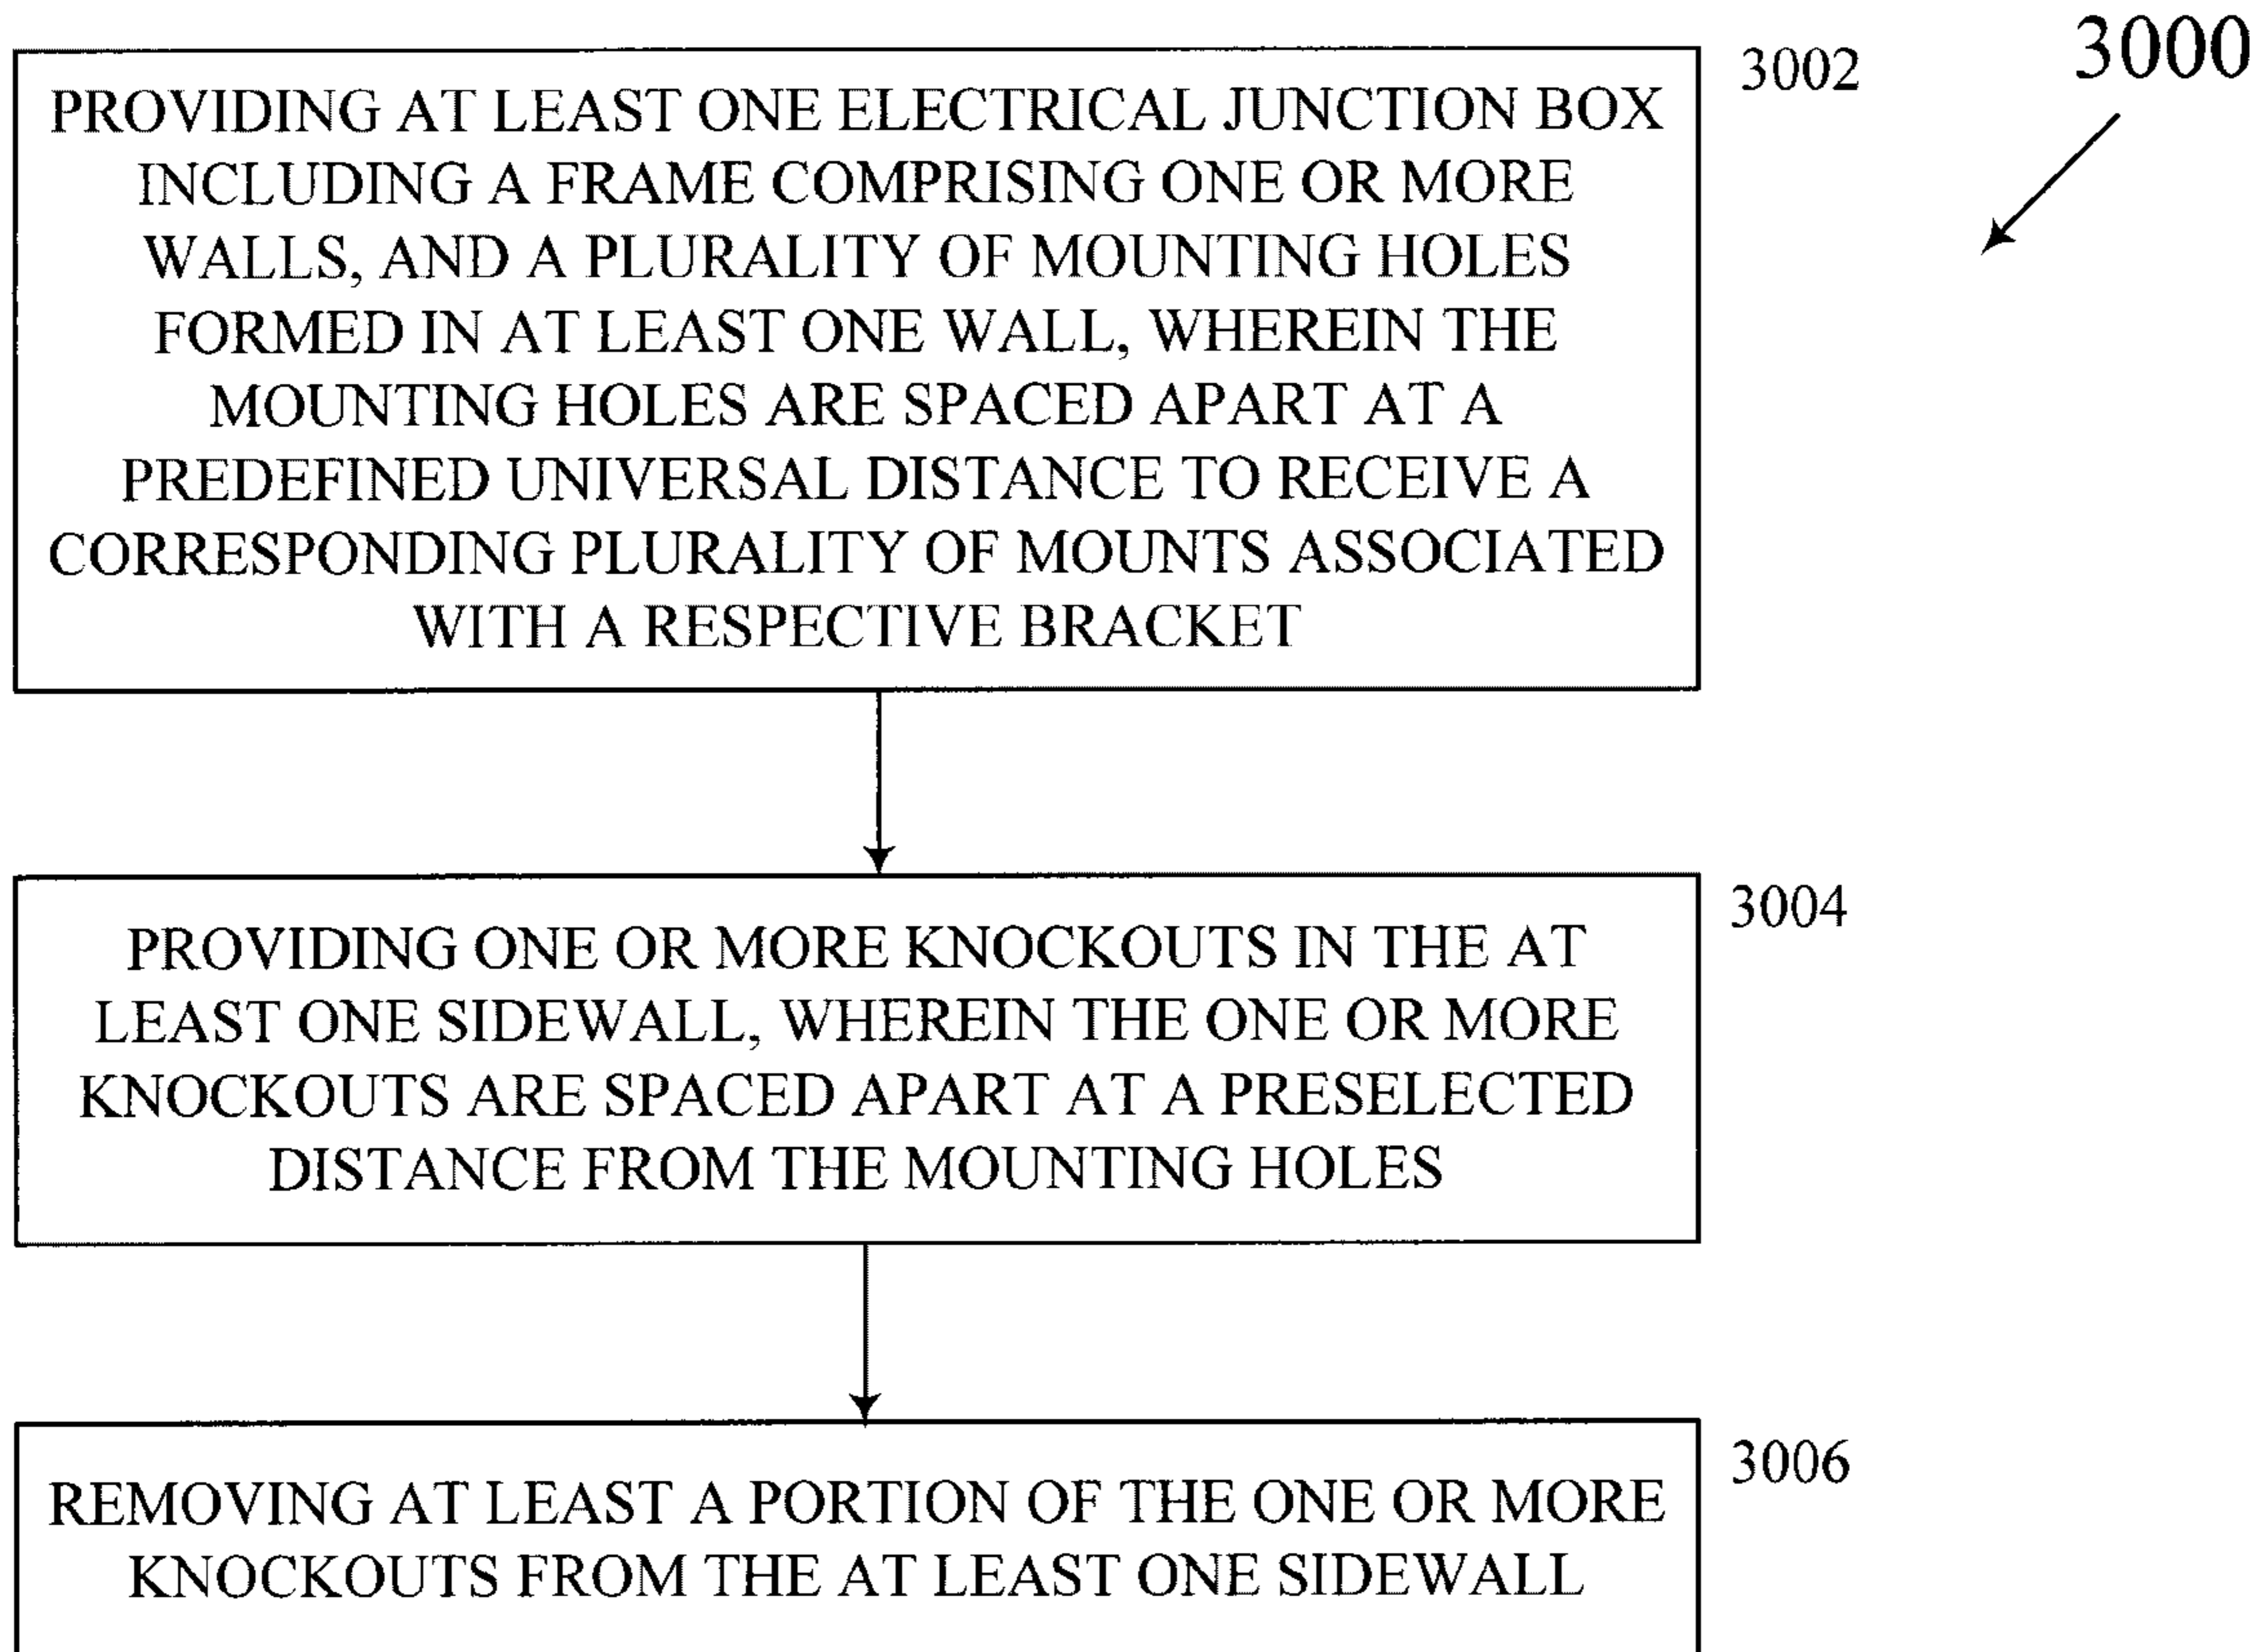 3000
3002
PROVIDING AT LEAST ONE ELECTRICAL JUNCTION BOX
INCLUDING A FRAME COMPRISING ONE OR MORE
WALLS, AND A PLURALITY OF MOUNTING HOLES
FORMED IN AT LEAST ONE WALL, WHEREIN THE
MOUNTING HOLES ARE SPACED APART AT A
PREDEFINED UNIVERSAL DISTANCE TO RECEIVE A
CORRESPONDING PLURALITY OF MOUNTS ASSOCIATED
WITH A RESPECTIVE BRACKET
3004
PROVIDING ONE OR MORE KNOCKOUTS IN THE AT
LEAST ONE SIDEWALL, WHEREIN THE ONE OR MORE
KNOCKOUTS ARE SPACED APART AT A PRESELECTED
DISTANCE FROM THE MOUNTING HOLES
3006
REMOVING AT LEAST A PORTION OF THE ONE OR MORE
KNOCKOUTS FROM THE AT LEAST ONE SIDEWALL